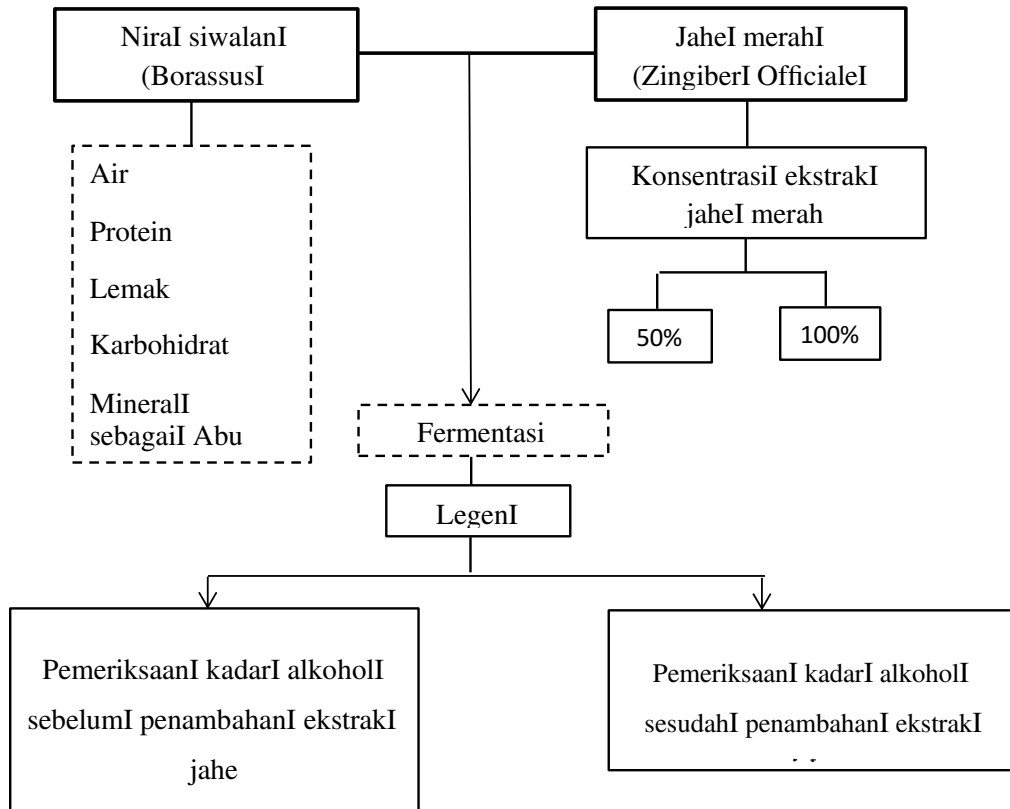 NiraI siwalanI
(BorassusI
JaheI merahI
(ZingiberI OfficialeI
Air
Protein
Lemak
Karbohidrat
MineralI
sebagaiI Abu
KonsentrasiI ekstrakI
jaheI merah
50%
100%
Fermentasi
LegenI
PemeriksaanI kadarI alkoholI
sebelumI penambahanI ekstrakI
jahe
PemeriksaanI kadarI alkoholI
sesudahI penambahanI ekstrakI